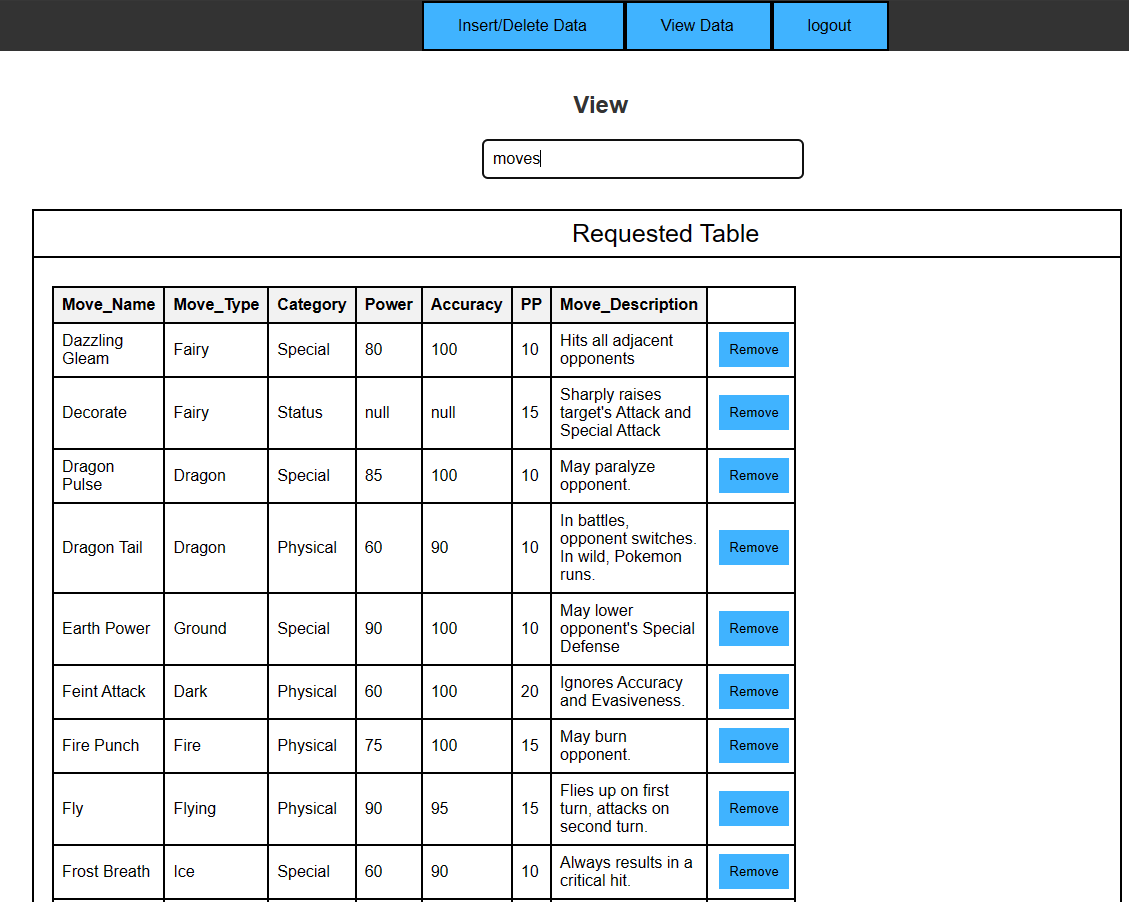 Insert/Delete Data View Data logout
View
moves
Requested Table
Move_Name Move_Type Category Power Accuracy PP Move_Description
Dazzling Gleam Fairy Special 80 100 10 Hits all adjacent opponents Remove
Decorate Fairy Status null null 15 Sharply raises target's Attack and Special Attack Remove
Dragon Pulse Dragon Special 85 100 10 May paralyze opponent. Remove
Dragon Tail Dragon Physical 60 90 10 In battles, opponent switches. In wild, Pokemon runs. Remove
Earth Power Ground Special 90 100 10 May lower opponent's Special Defense Remove
Feint Attack Dark Physical 60 100 20 Ignores Accuracy and Evasiveness. Remove
Fire Punch Fire Physical 75 100 15 May burn opponent. Remove
Fly Flying Physical 90 95 15 Flies up on first turn, attacks on second turn. Remove
Frost Breath Ice Special 60 90 10 Always results in a critical hit. Remove